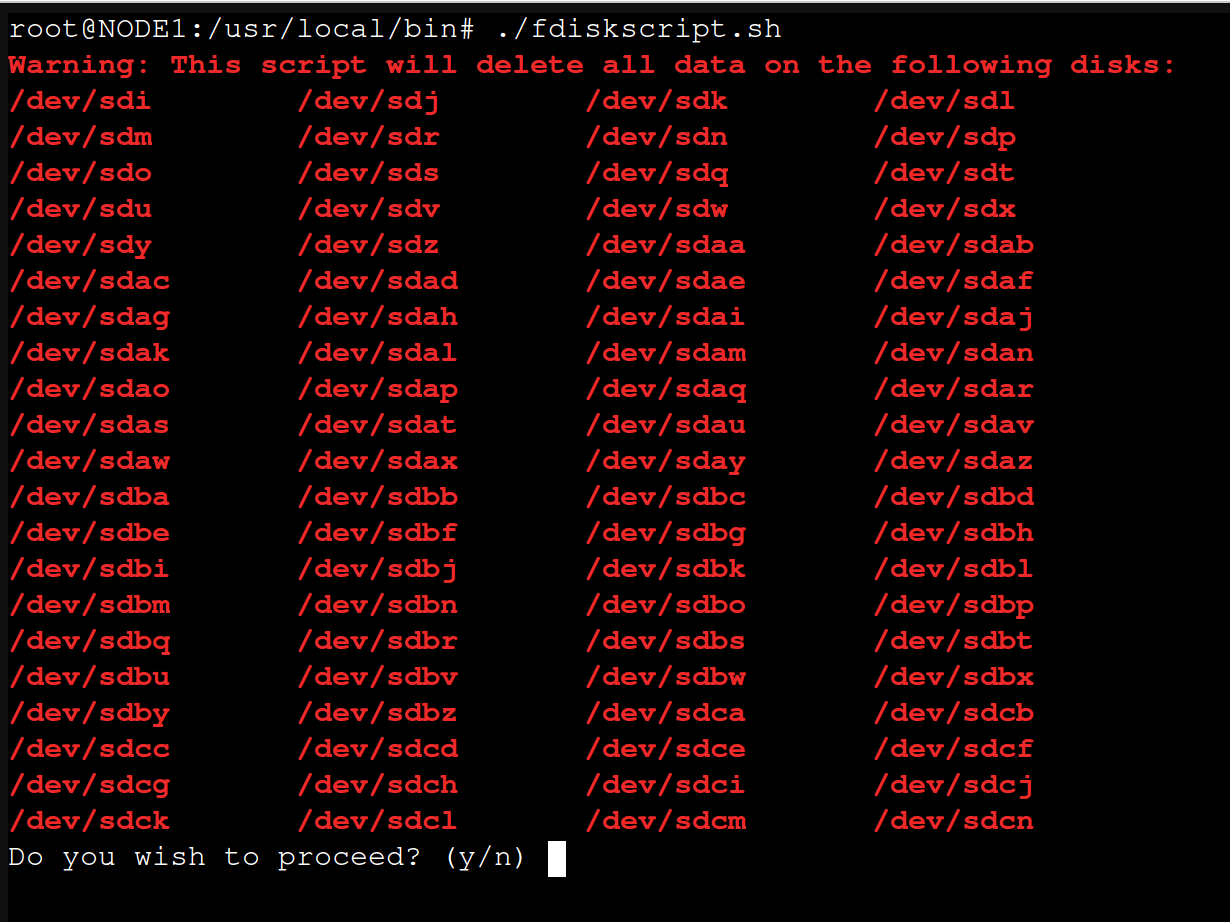 root@NODE1:/usr/local/bin# ./fdiskscript.sh
Warning: This script will delete all data on the following disks:
/dev/sdi /dev/sdj /dev/sdk /dev/sdl
/dev/sdm /dev/sdr /dev/sdn /dev/sdp
/dev/sdo /dev/sds /dev/sdq /dev/sdt
/dev/sdu /dev/sdv /dev/sdw /dev/sdx
/dev/sdy /dev/sdz /dev/sdaa /dev/sdab
/dev/sdac /dev/sdad /dev/sdae /dev/sdaf
/dev/sdag /dev/sdah /dev/sdai /dev/sdaj
/dev/sdak /dev/sdal /dev/sdam /dev/sdan
/dev/sdao /dev/sdap /dev/sdaq /dev/sdar
/dev/sdas /dev/sdat /dev/sdau /dev/sdav
/dev/sdaw /dev/sdax /dev/sday /dev/sdaz
/dev/sdba /dev/sdbb /dev/sdbc /dev/sdbd
/dev/sdbe /dev/sdbf /dev/sdbg /dev/sdbh
/dev/sdbi /dev/sdbj /dev/sdbk /dev/sdbl
/dev/sdbm /dev/sdbn /dev/sdbo /dev/sdbp
/dev/sdbq /dev/sdbr /dev/sdbs /dev/sdbt
/dev/sdbu /dev/sdbv /dev/sdbw /dev/sdbx
/dev/sdby /dev/sdbz /dev/sdca /dev/sdcb
/dev/sdcc /dev/sdcd /dev/sdce /dev/sdcf
/dev/sdcg /dev/sdch /dev/sdci /dev/sdcj
/dev/sdck /dev/sdcl /dev/sdcm /dev/sdcn
Do you wish to proceed? (y/n)